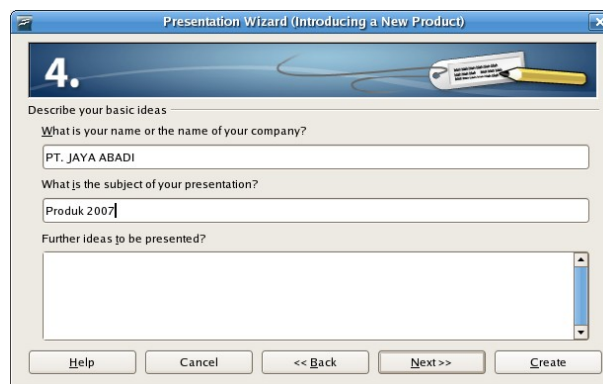 Presentation Wizard (Introducing a New Product)
4.
Describe your basic ideas
What is your name or the name of your company?
PT. JAYA ABADI
What is the subject of your presentation?
Produk 2007
Further ideas to be presented?
Help Cancel << Back Next >> Create